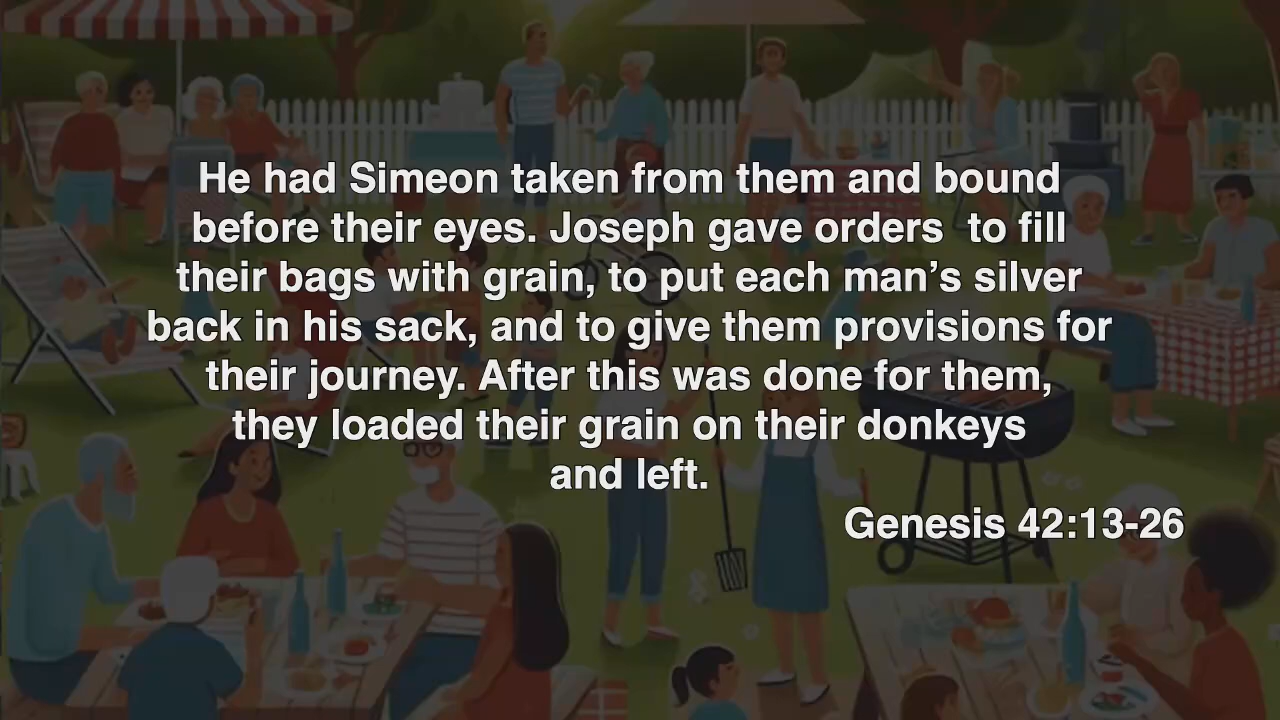 He had Simeon taken from them and bound
before their eyes. Joseph gave orders  to fill
their bags with grain, to put each man’s silver
back in his sack, and to give them provisions for
their journey. After this was done for them,
they loaded their grain on their donkeys
and left.
Genesis 42:13-26